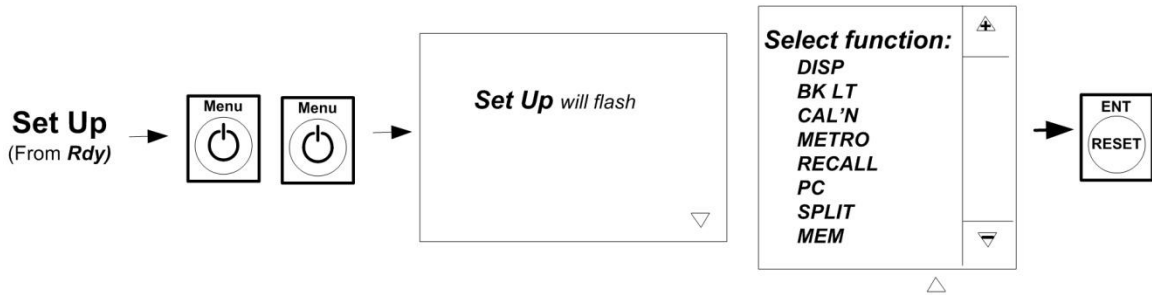 Set Up
(From Rdy)
Menu
Menu
Set Up will flash
Select function:
DISP
BK LT
CAL’N
METRO
RECALL
PC
SPLIT
MEM
ENT
RESET